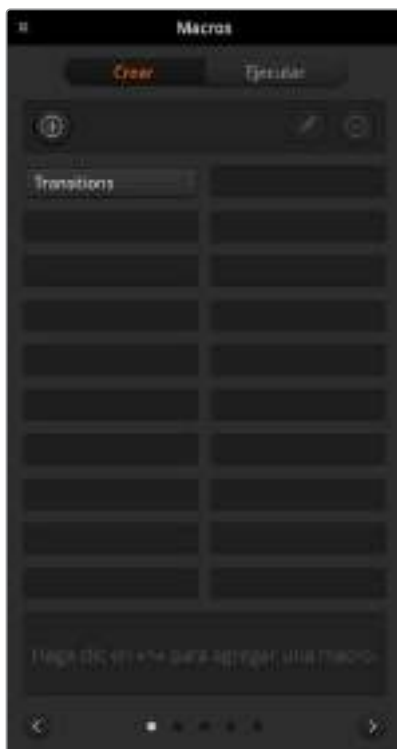 Macros
Crear Ejecutar
Transitions
Haga clic en «+» para agregar una macro.